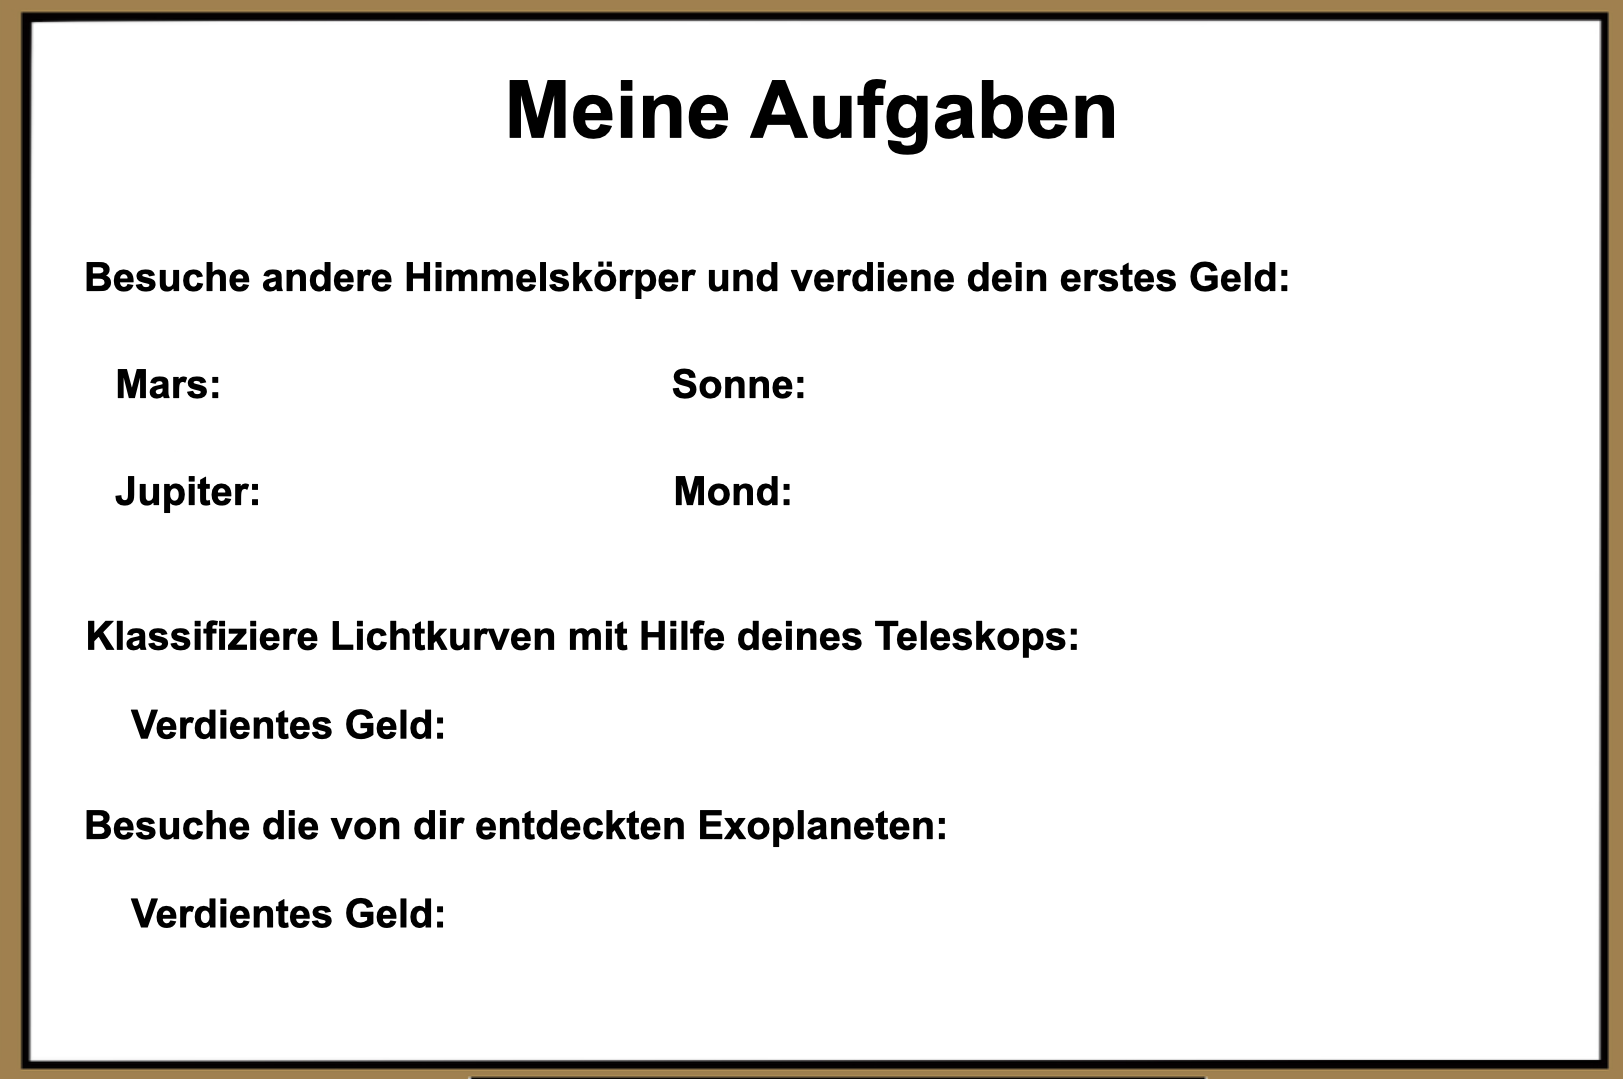 Meine Aufgaben
Besuche andere Himmelskörper und verdiene dein erstes Geld:
Mars: Sonne:
Jupiter: Mond:
Klassifiziere Lichtkurven mit Hilfe deines Teleskops:
Verdientes Geld:
Besuche die von dir entdeckten Exoplaneten:
Verdientes Geld: